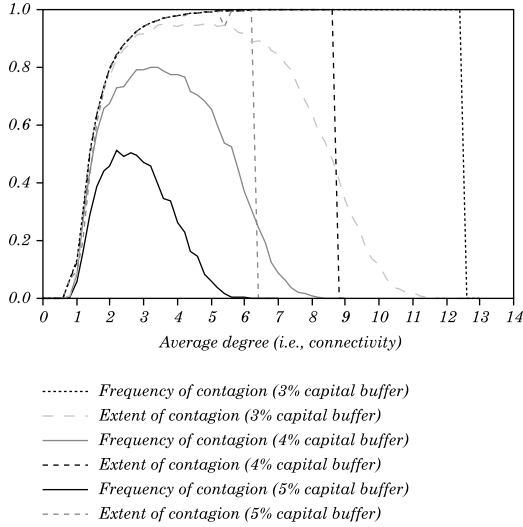 1.0
0.8
0.6
0.4
0.2
0.0
0 1 2 3 4 5 6 7 8 9 10 11 12 13 14
Average degree (i.e., connectivity)
Frequency of contagion (3% capital buffer)
Extent of contagion (3% capital buffer)
Frequency of contagion (4% capital buffer)
Extent of contagion (4% capital buffer)
Frequency of contagion (5% capital buffer)
Extent of contagion (5% capital buffer)